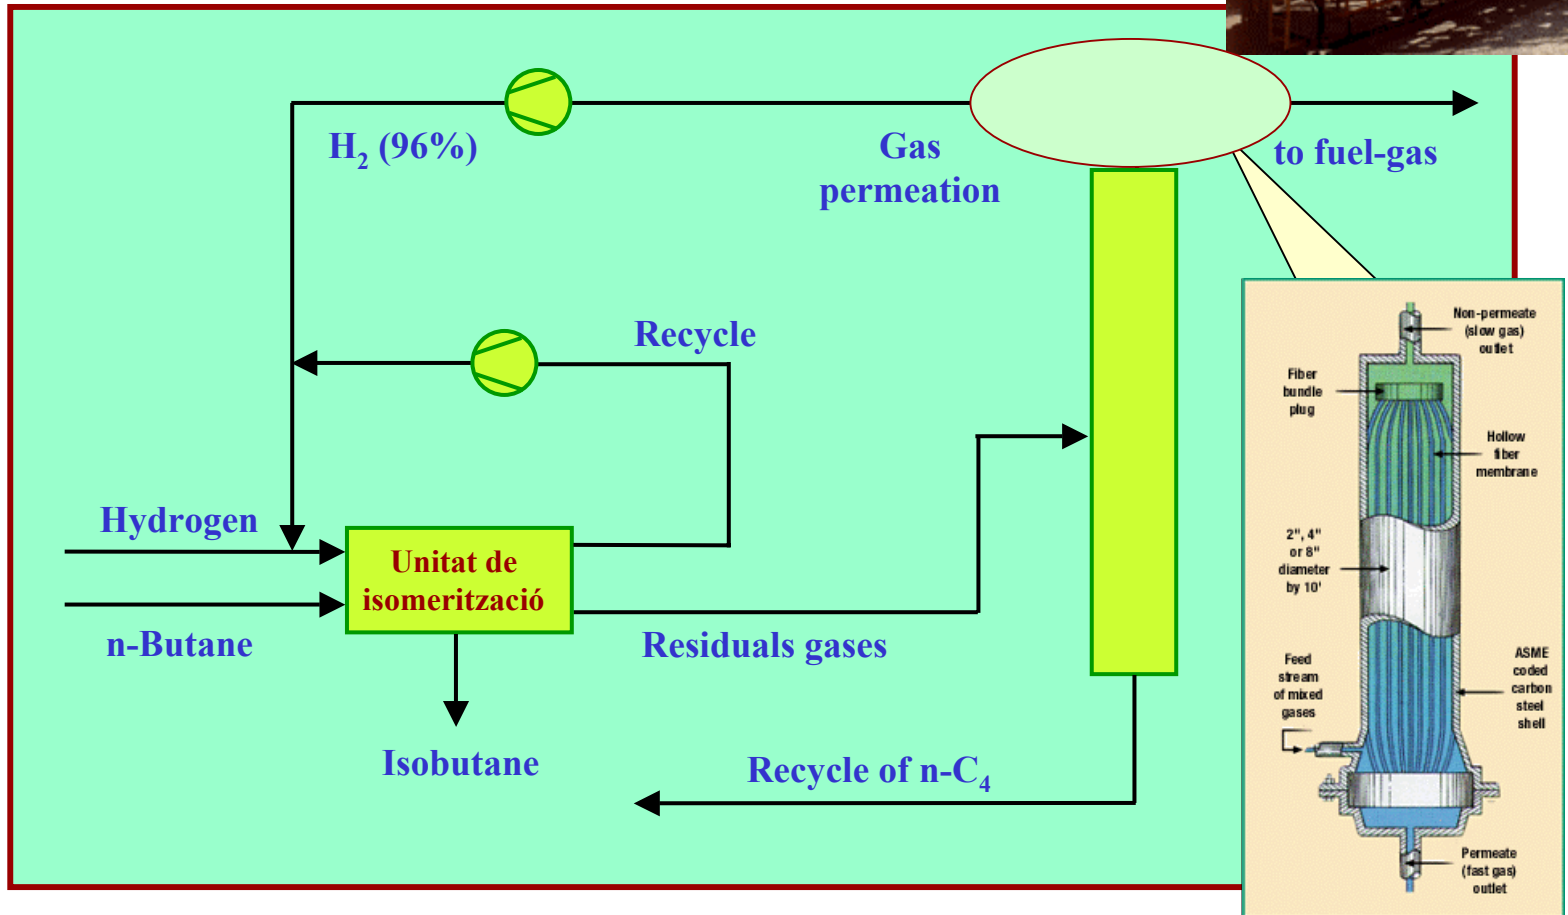 H₂ (96%)
Gas
permeation
to fuel-gas
Recycle
Hydrogen
Unitat de
isomerització
n-Butane
Residuals gases
Isobutane
Recycle of n-C₄
Non-permeate
(slow gas)
outlet
Fiber
bundle
plug
Hollow
fiber
membrane
2", 4"
or 8"
diameter
by 10'
Feed
stream
of mixed
gases
ASME
coded
carbon
steel
shell
Permeate
(fast gas)
outlet